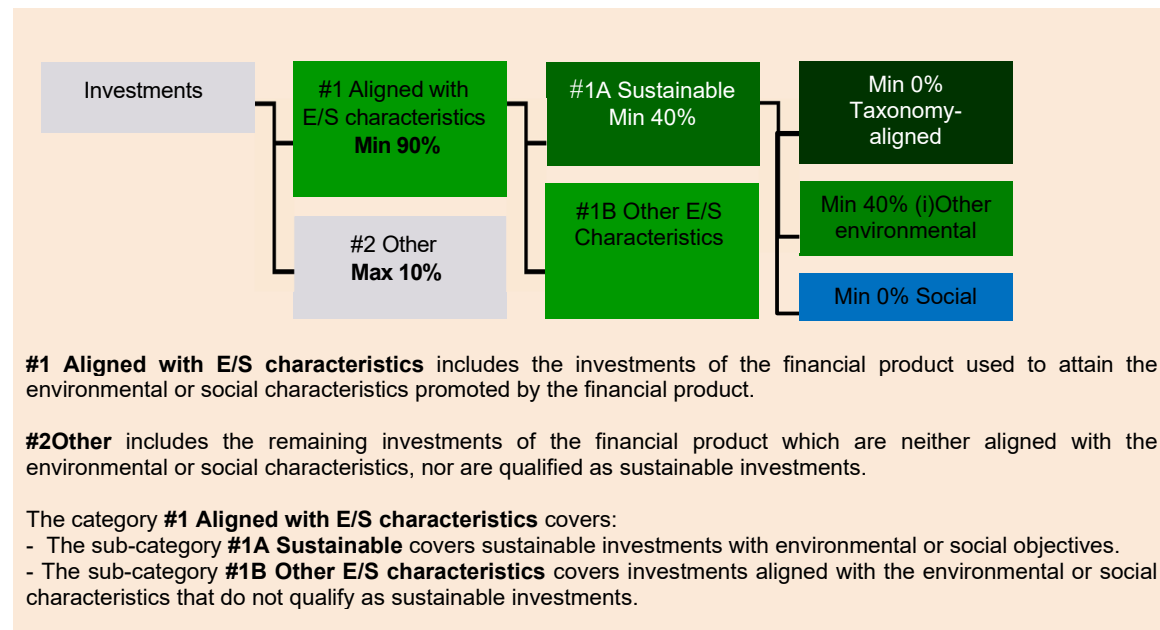 Investments
#1 Aligned with
E/S characteristics
Min 90%
#2 Other
Max 10%
#1A Sustainable
Min 40%
#1B Other E/S
Characteristics
Min 0%
Taxonomy-
aligned
Min 40% (i)Other
environmental
Min 0% Social
#1 Aligned with E/S characteristics includes the investments of the financial product used to attain the
environmental or social characteristics promoted by the financial product.
#2Other includes the remaining investments of the financial product which are neither aligned with the
environmental or social characteristics, nor are qualified as sustainable investments.
The category #1 Aligned with E/S characteristics covers:
- The sub-category #1A Sustainable covers sustainable investments with environmental or social objectives.
- The sub-category #1B Other E/S characteristics covers investments aligned with the environmental or social
characteristics that do not qualify as sustainable investments.